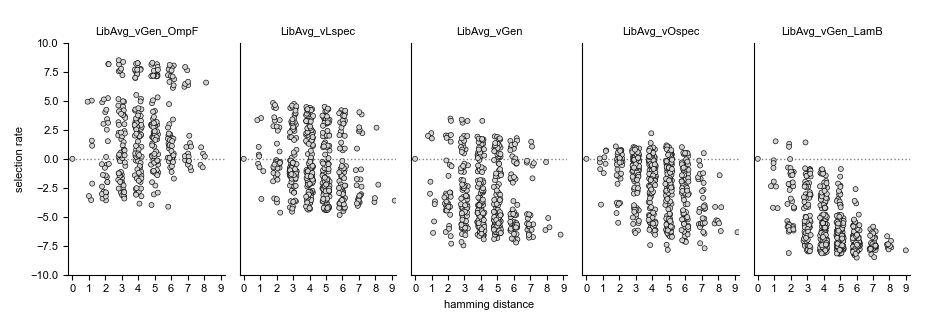 LibAvg_vGen_OmpF LibAvg_vLspec LibAvg_vGen LibAvg_vOspec LibAvg_vGen_LamB
10.0
7.5
5.0
2.5
0.0
−2.5
−5.0
−7.5
−10.0
selection rate
0 1 2 3 4 5 6 7 8 9 0 1 2 3 4 5 6 7 8 9 0 1 2 3 4 5 6 7 8 9 0 1 2 3 4 5 6 7 8 9 0 1 2 3 4 5 6 7 8 9
hamming distance